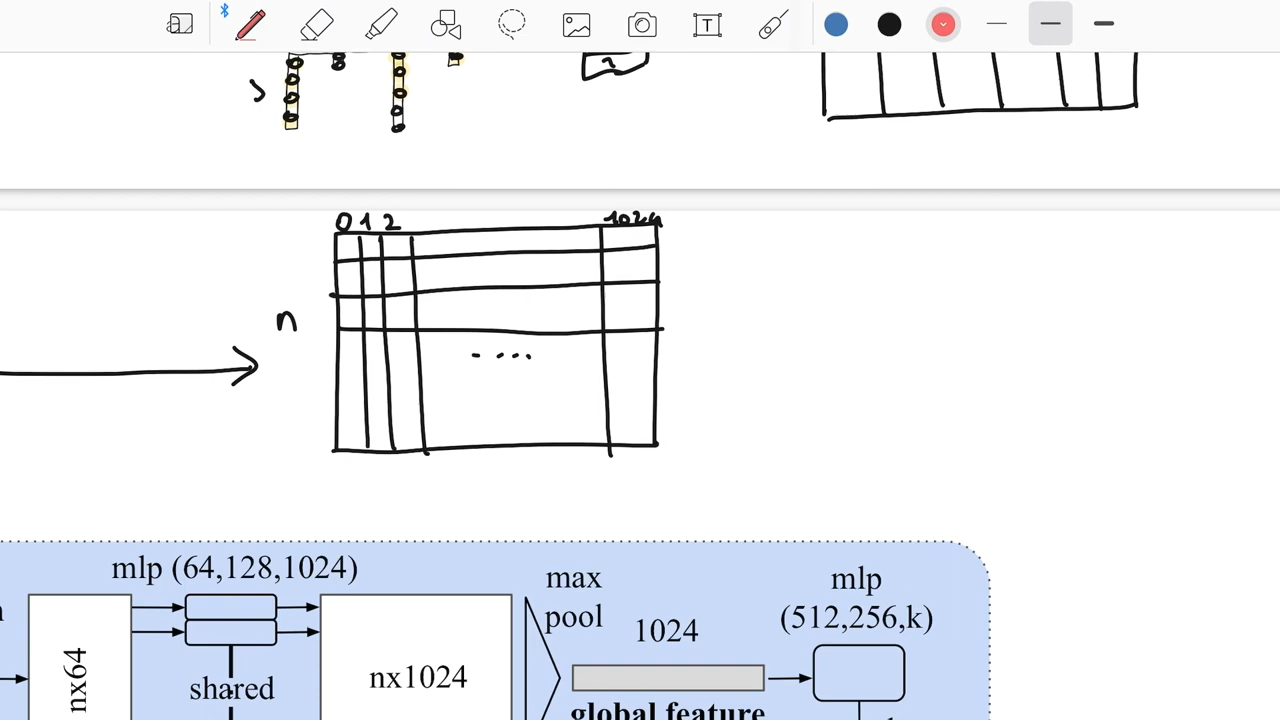 T
0 1 2 1024
n
mlp (64,128,1024)
max
pool
mlp
(512,256,k)
1024
nx64
nx1024
shared
global feature